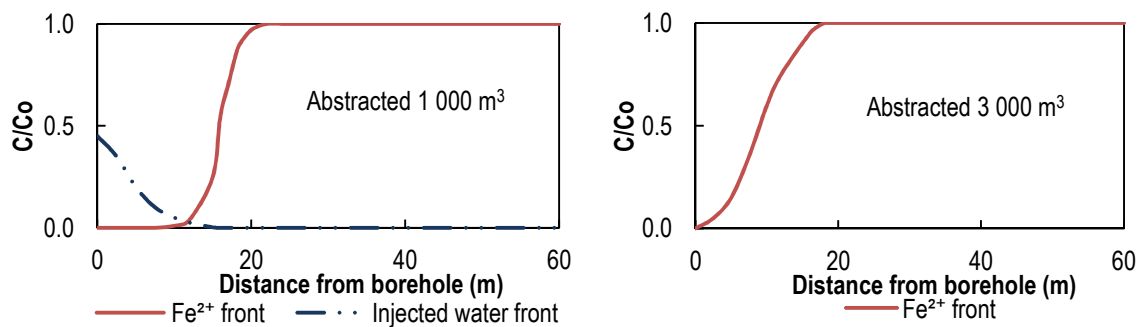 1.0
0.5
0.0
C/Co
Abstracted 1 000 m³
0 20 40 60
Distance from borehole (m)
Fe²⁺ front Injected water front
1.0
0.5
0.0
C/Co
Abstracted 3 000 m³
0 20 40 60
Distance from borehole (m)
Fe²⁺ front